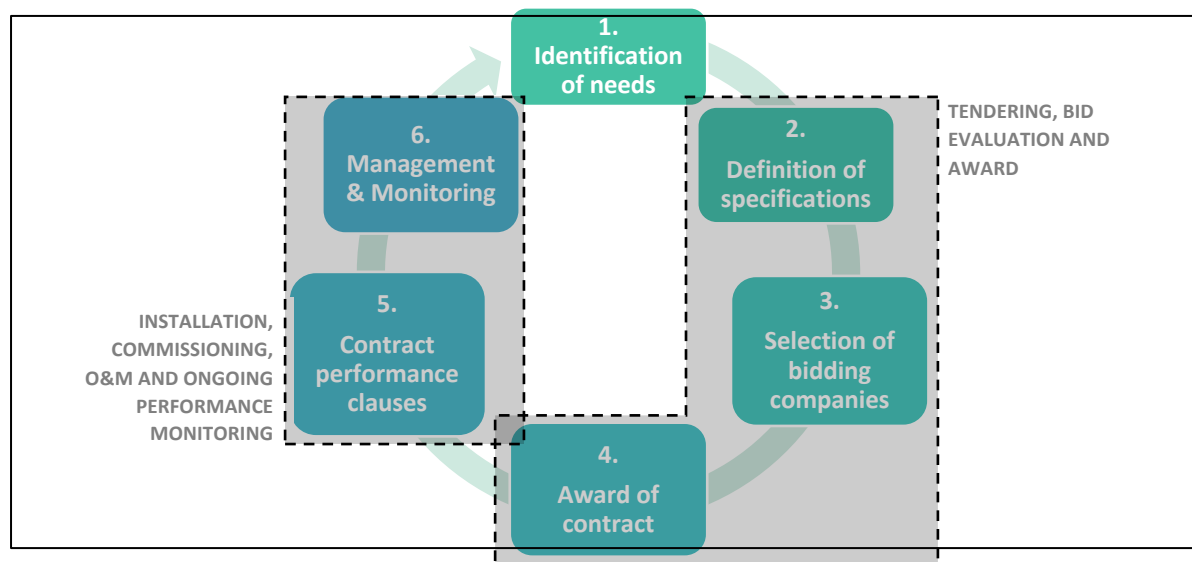 1.
Identification
of needs
2.
Definition of
specifications
TENDERING, BID
EVALUATION AND
AWARD
3.
Selection of
bidding
companies
4.
Award of
contract
5.
Contract
performance
clauses
INSTALLATION,
COMMISSIONING,
O&M AND ONGOING
PERFORMANCE
MONITORING
6.
Management
& Monitoring